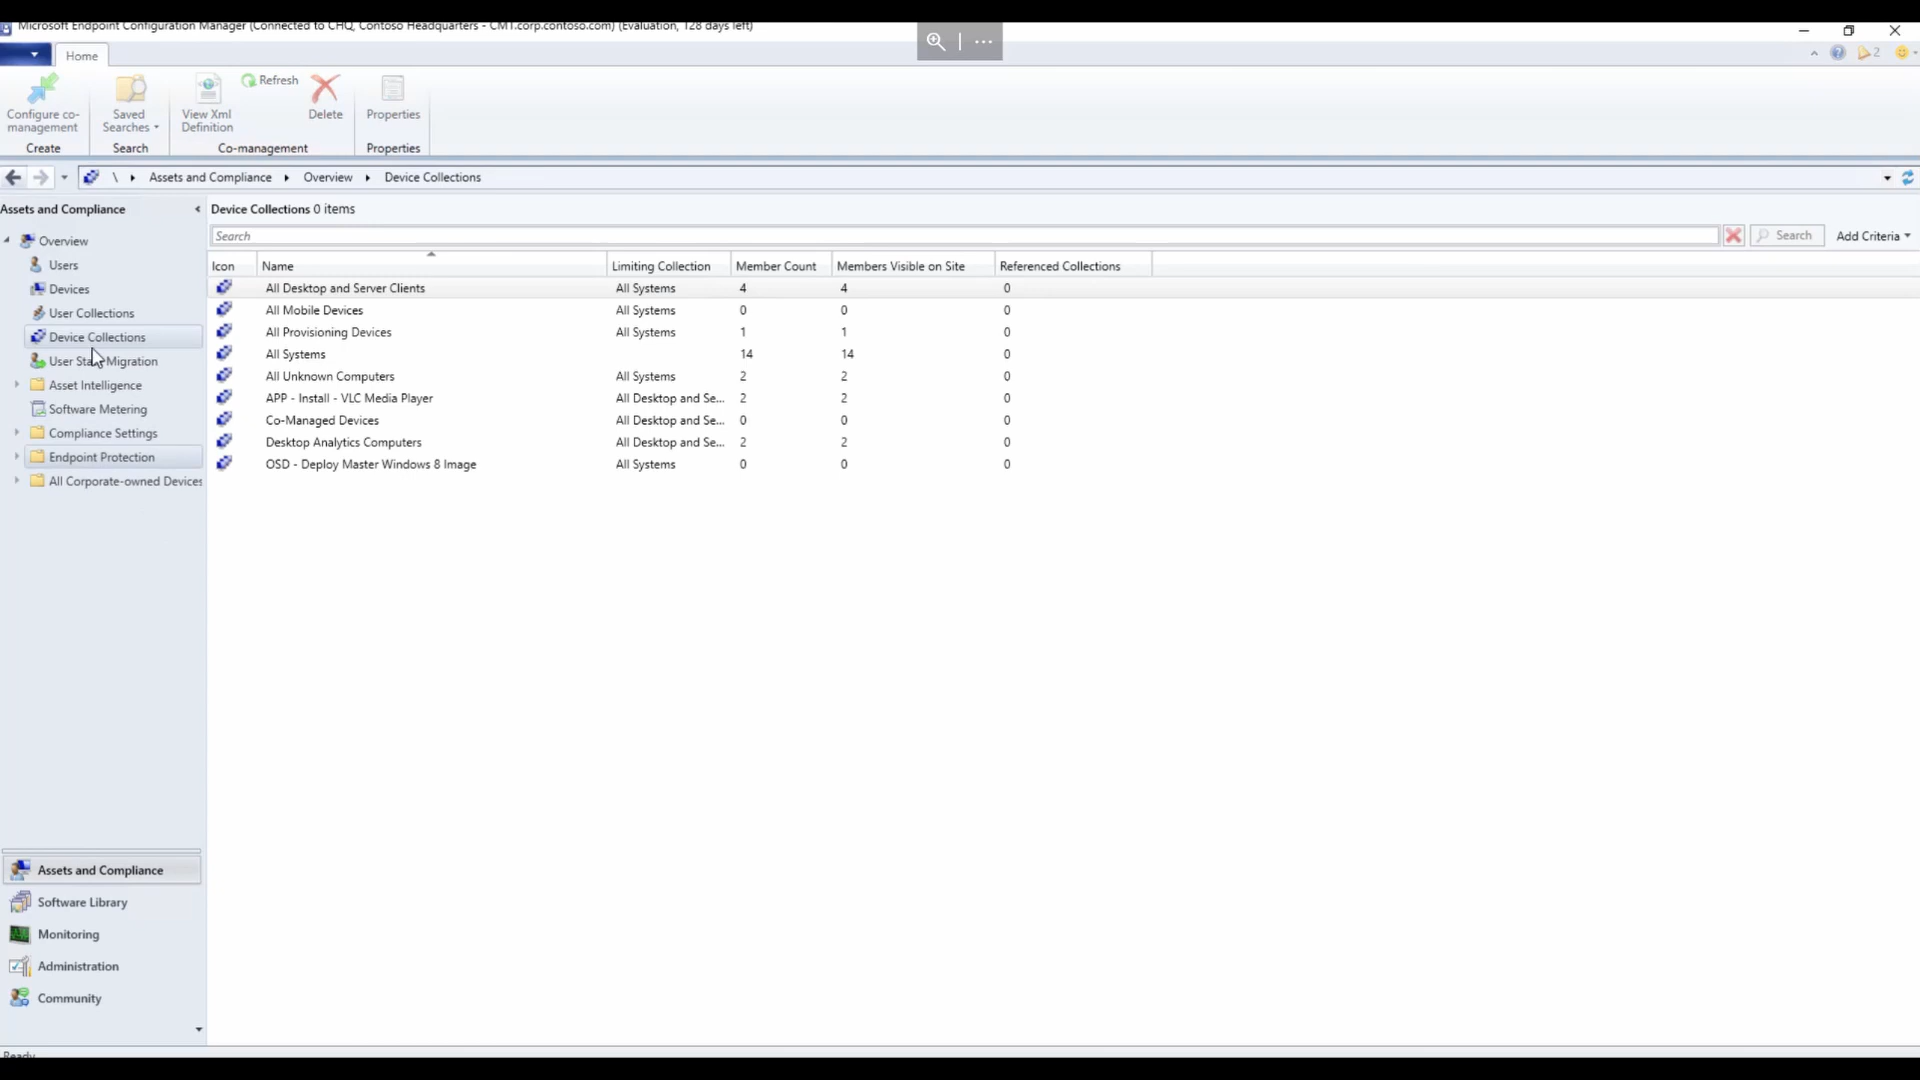 Microsoft Endpoint Configuration Manager (Connected to CHQ, Contoso Headquarters - CMT.corp.contoso.com) (Evaluation, 128 days left)
Home
2
Configure co-
management
Saved
Searches
View Xml
Definition
Refresh
Delete
Properties
Create
Search
Co-management
Properties
\ Assets and Compliance Overview Device Collections
Assets and Compliance
Overview
Users
Devices
User Collections
Device Collections
User State Migration
Asset Intelligence
Software Metering
Compliance Settings
Endpoint Protection
All Corporate-owned Devices
Assets and Compliance
Software Library
Monitoring
Administration
Community
Device Collections 0 items
Search
Search
Add Criteria
Icon Name Limiting Collection Member Count Members Visible on Site Referenced Collections
All Desktop and Server Clients All Systems 4 4 0
All Mobile Devices All Systems 0 0 0
All Provisioning Devices All Systems 1 1 0
All Systems 14 14 0
All Unknown Computers All Systems 2 2 0
APP - Install - VLC Media Player All Desktop and Se... 2 2 0
Co-Managed Devices All Desktop and Se... 0 0 0
Desktop Analytics Computers All Desktop and Se... 2 2 0
OSD - Deploy Master Windows 8 Image All Systems 0 0 0
Ready